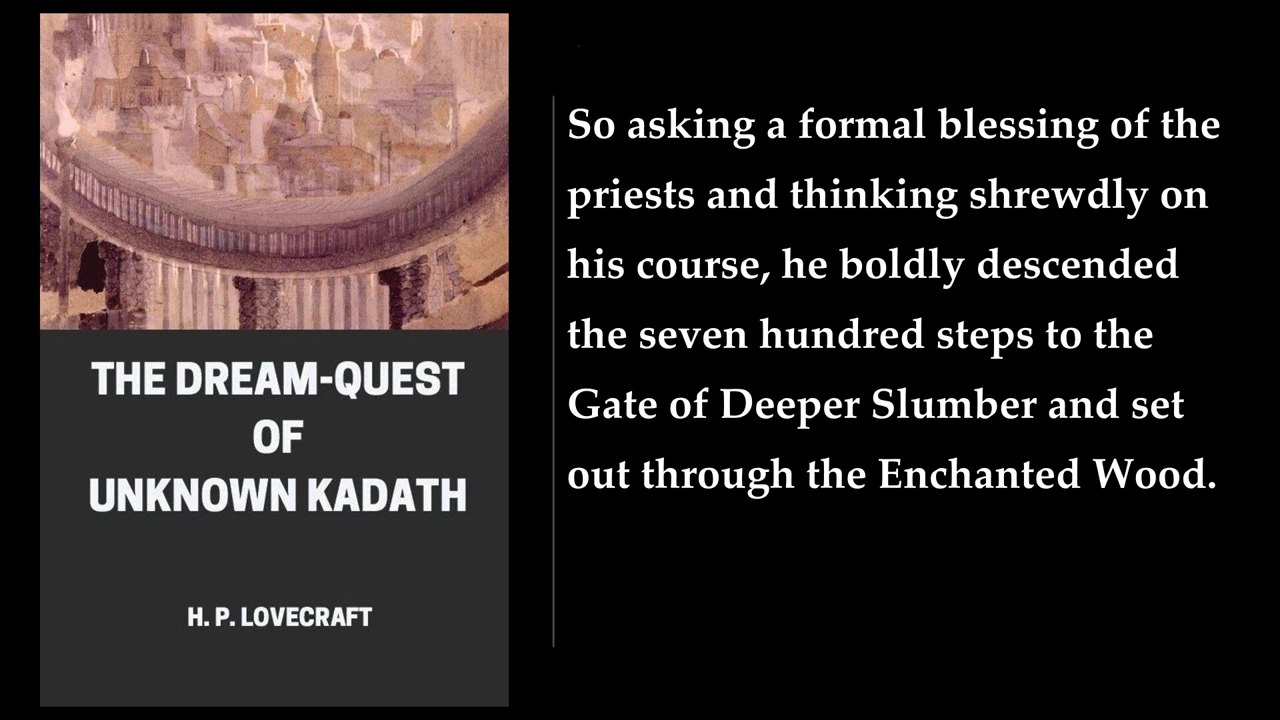 THE DREAM-QUEST
OF
UNKNOWN KADATH
H. P. LOVECRAFT
So asking a formal blessing of the
priests and thinking shrewdly on
his course, he boldly descended
the seven hundred steps to the
Gate of Deeper Slumber and set
out through the Enchanted Wood.